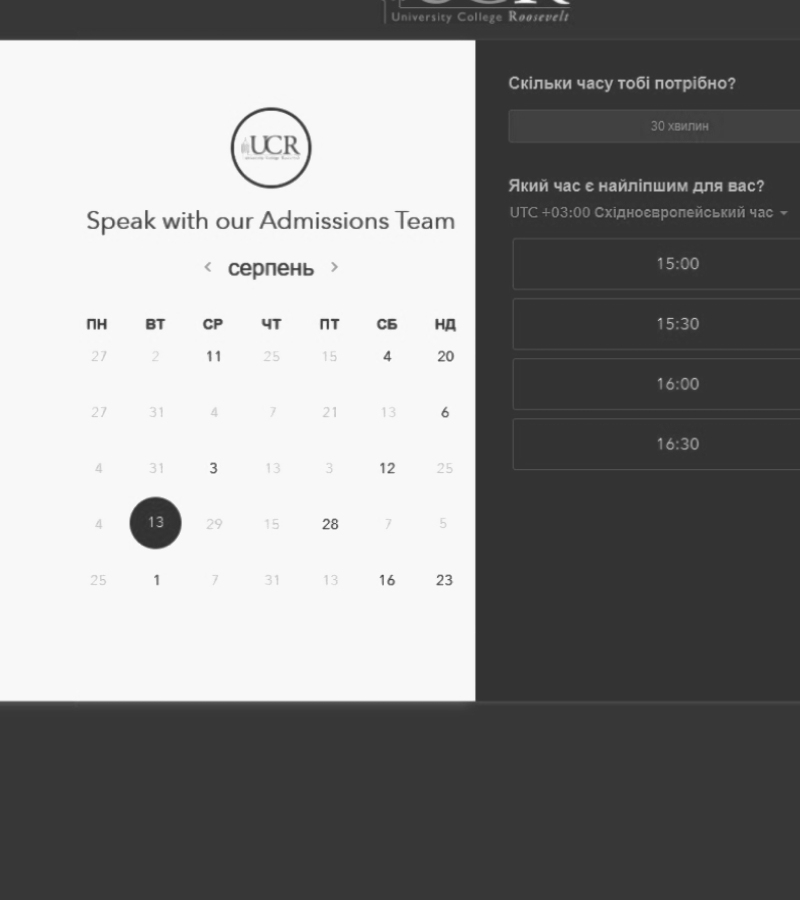 University College Roosevelt
UCR
Speak with our Admissions Team
‹ серпень ›
ПН ВТ СР ЧТ ПТ СБ НД
27 2 11 25 15 4 20
27 31 4 7 21 13 6
4 31 3 13 3 12 25
4 13 29 15 28 7 5
25 1 7 31 13 16 23
Скільки часу тобі потрібно?
30 хвилин
Який час є найліпшим для вас?
UTC +03:00 Східноєвропейський час
15:00
15:30
16:00
16:30